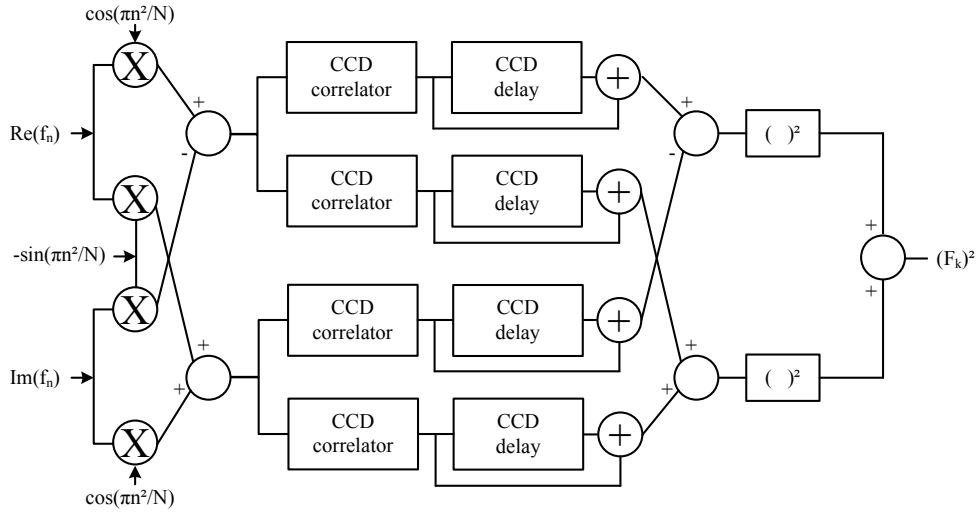 cos(πn²/N)
X
CCD
correlator
CCD
delay
+
+
+
-
( )²
Re(fₙ)
-
CCD
correlator
CCD
delay
+
X
+
-sin(πn²/N)
(Fₖ)²
X
CCD
correlator
CCD
delay
+
+
+
+
Im(fₙ)
+
+
( )²
X
CCD
correlator
CCD
delay
+
cos(πn²/N)